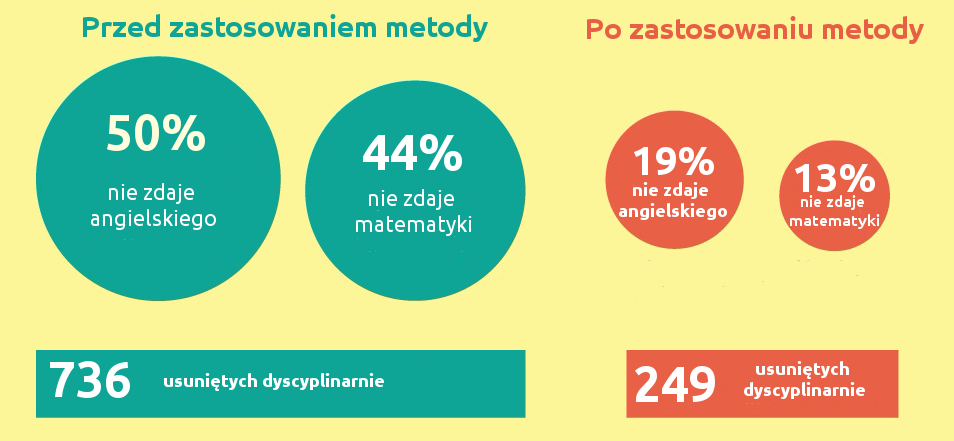 Przed zastosowaniem metody
50%
nie zdaje
angielskiego
44%
nie zdaje
matematyki
736
usuniętych dyscyplinarnie
Po zastosowaniu metody
19%
nie zdaje
angielskiego
13%
nie zdaje
matematyki
249
usuniętych
dyscyplinarnie